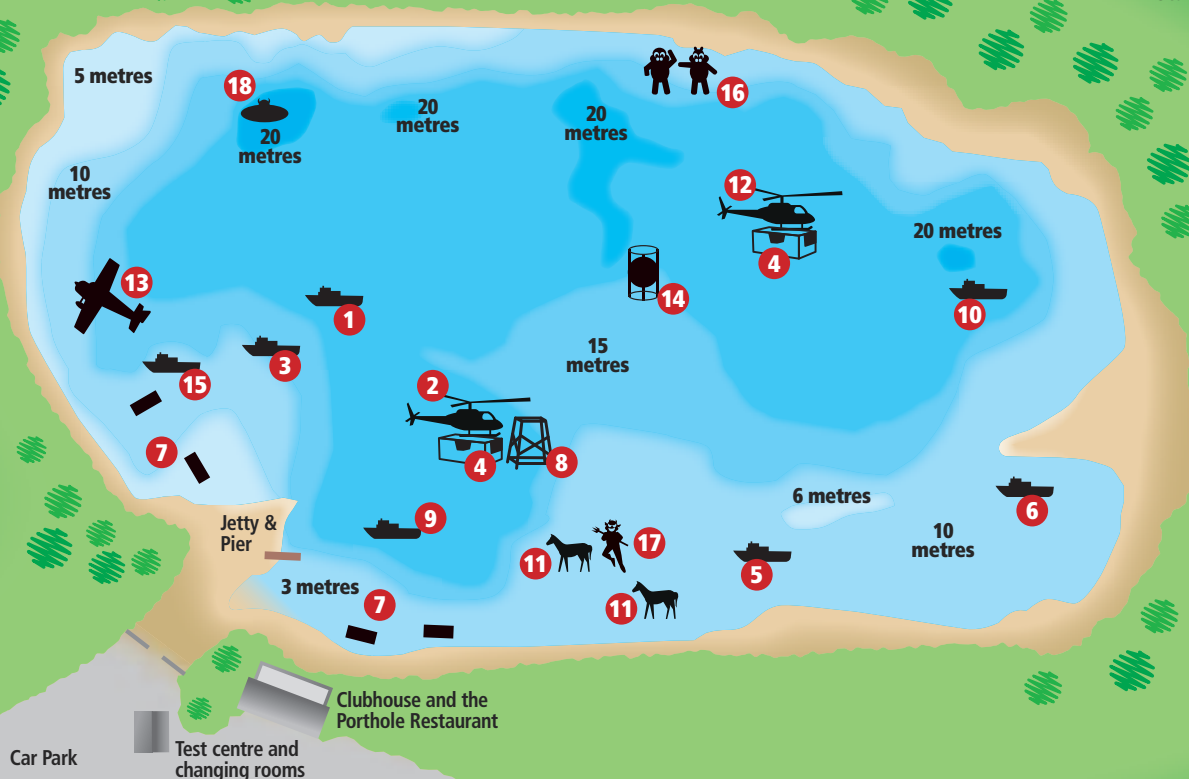 5 metres
18
20
metres
20
metres
20
metres
16
10
metres
12
4
20 metres
13
1
14
10
3
15
15
metres
2
7
4
8
6 metres
6
Jetty &
Pier
9
10
metres
11
17
5
3 metres
7
11
Clubhouse and the
Porthole Restaurant
Car Park
Test centre and
changing rooms